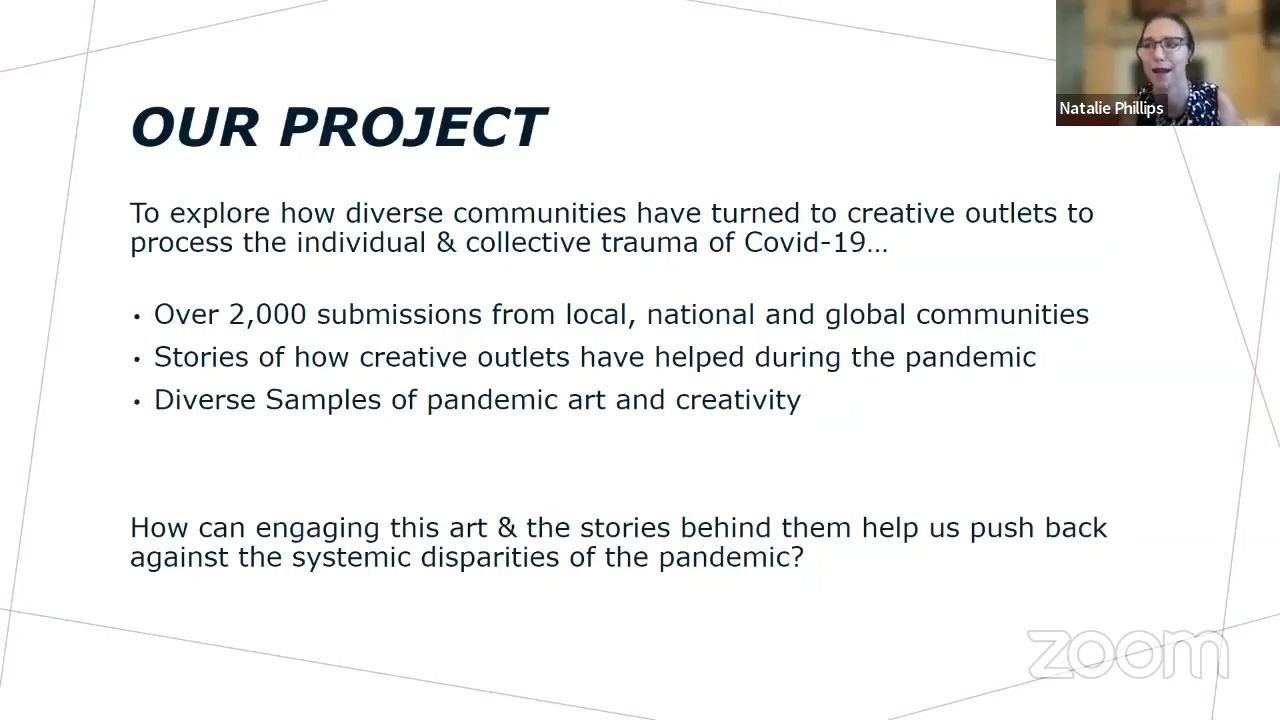 Natalie Phillips
OUR PROJECT
To explore how diverse communities have turned to creative outlets to
process the individual & collective trauma of Covid-19…
• Over 2,000 submissions from local, national and global communities
• Stories of how creative outlets have helped during the pandemic
• Diverse Samples of pandemic art and creativity
How can engaging this art & the stories behind them help us push back
against the systemic disparities of the pandemic?
zoom